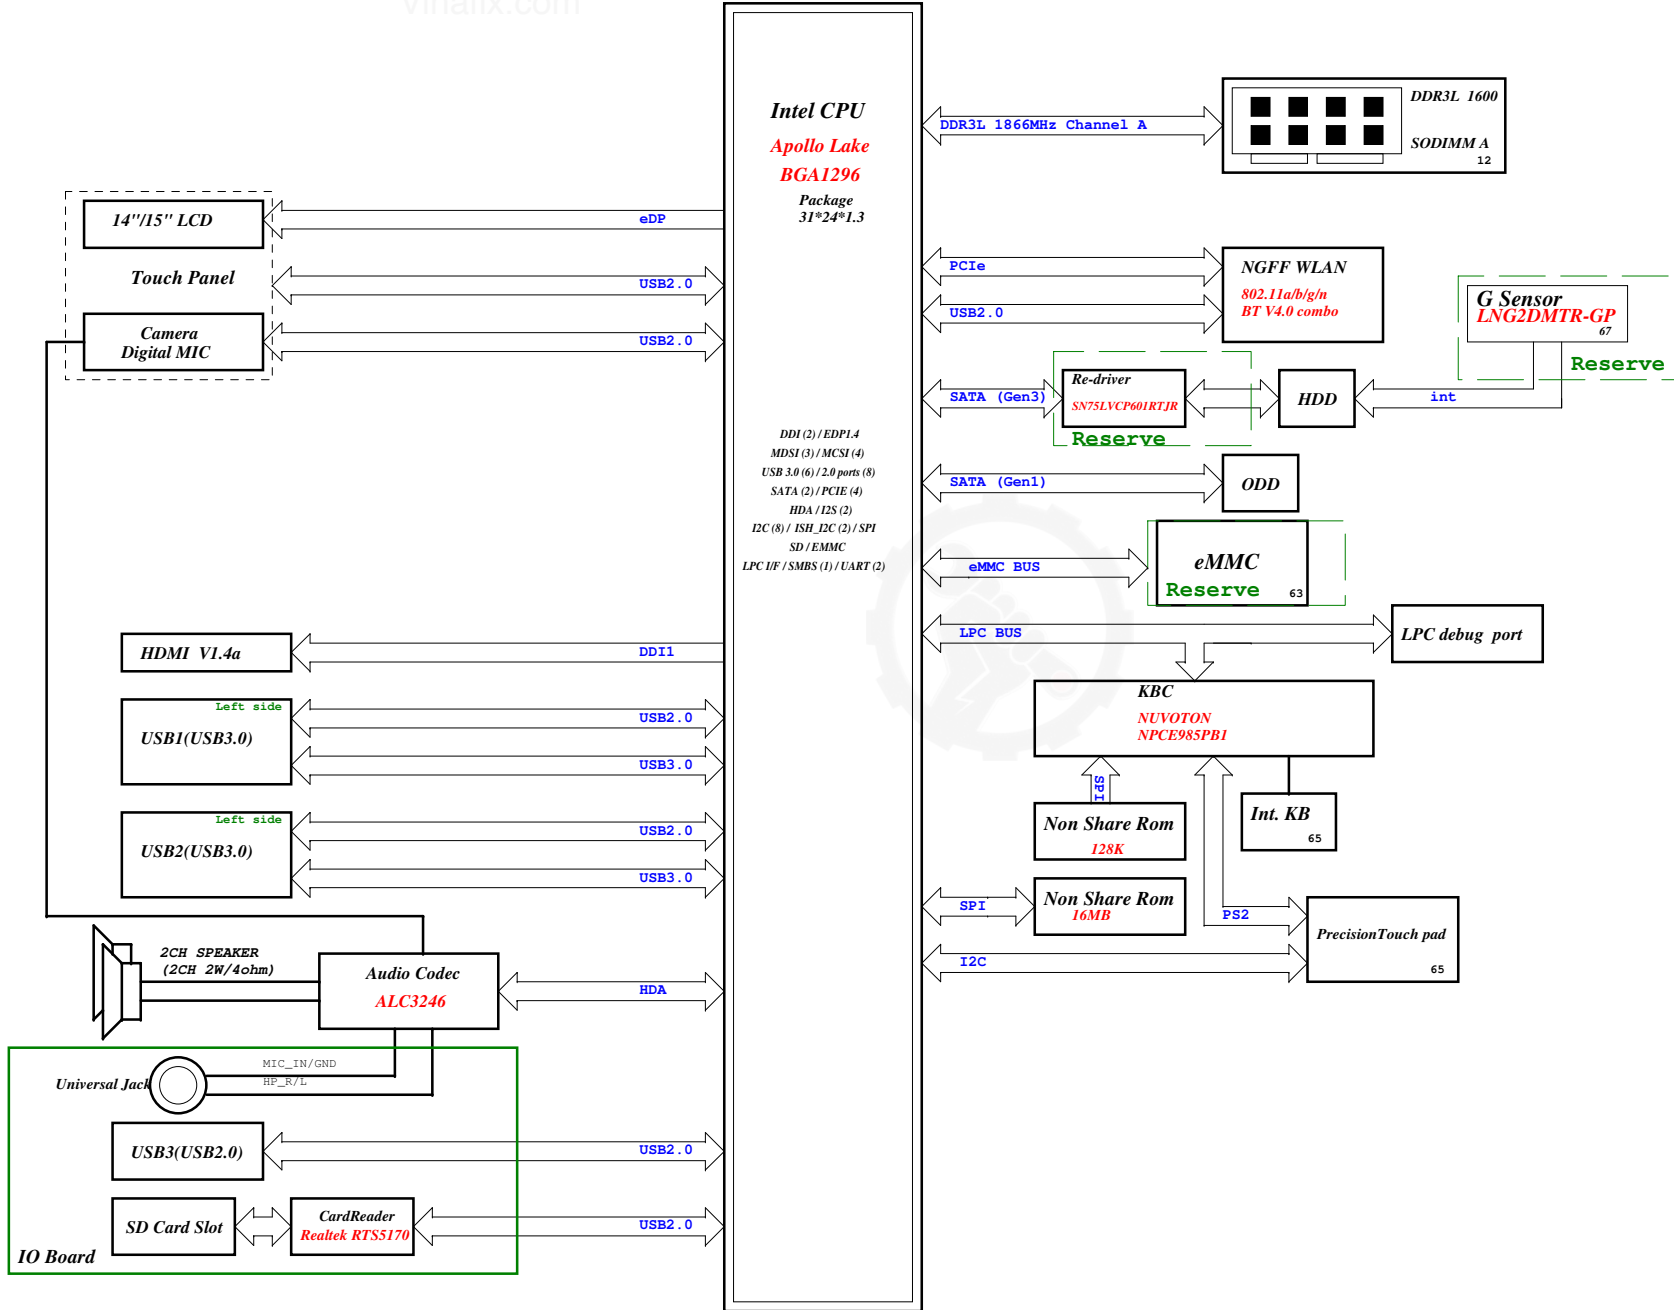 vinafix.com
Intel CPU
Apollo Lake
BGA1296
Package
31*24*1.3
DDI (2) / EDP1.4
MDSI (3) / MCSI (4)
USB 3.0 (6) / 2.0 ports (8)
SATA (2) / PCIE (4)
HDA / I2S (2)
I2C (8) / ISH_I2C (2) / SPI
SD / EMMC
LPC I/F / SMBS (1) / UART (2)
14"/15" LCD
eDP
Touch Panel
USB2.0
Camera
Digital MIC
USB2.0
HDMI V1.4a
DDI1
Left side
USB1(USB3.0)
USB2.0
USB3.0
Left side
USB2(USB3.0)
USB2.0
USB3.0
2CH SPEAKER
(2CH 2W/4ohm)
Audio Codec
ALC3246
HDA
MIC_IN/GND
Universal Jack
HP_R/L
USB3(USB2.0)
USB2.0
SD Card Slot
CardReader
Realtek RTS5170
USB2.0
IO Board
DDR3L 1866MHz Channel A
DDR3L 1600
SODIMM A
12
PCIe
USB2.0
NGFF WLAN
802.11a/b/g/n
BT V4.0 combo
G Sensor
LNG2DMTR-GP
67
Reserve
SATA (Gen3)
Re-driver
SN75LVCP601RTJR
Reserve
HDD
int
SATA (Gen1)
ODD
eMMC BUS
eMMC
Reserve
63
LPC BUS
LPC debug port
KBC
NUVOTON
NPCE985PB1
SPI
Non Share Rom
128K
Int. KB
65
SPI
Non Share Rom
16MB
PS2
I2C
PrecisionTouch pad
65